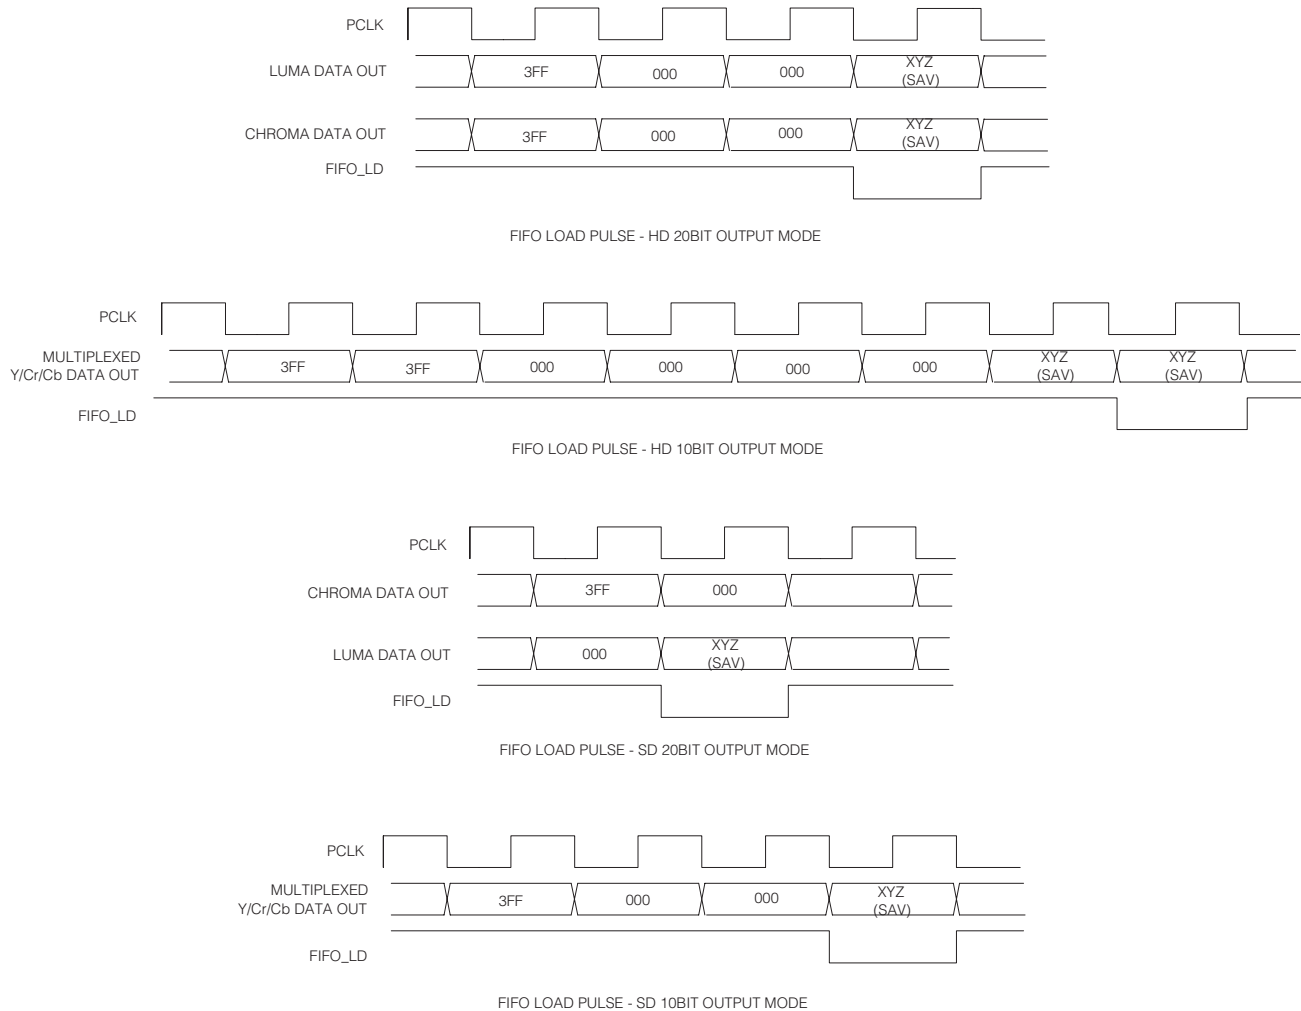 PCLK
LUMA DATA OUT
3FF
000
000
XYZ
(SAV)
CHROMA DATA OUT
3FF
000
000
XYZ
(SAV)
FIFO_LD
FIFO LOAD PULSE - HD 20BIT OUTPUT MODE
PCLK
MULTIPLEXED
Y/Cr/Cb DATA OUT
3FF
3FF
000
000
000
000
XYZ
(SAV)
XYZ
(SAV)
FIFO_LD
FIFO LOAD PULSE - HD 10BIT OUTPUT MODE
PCLK
CHROMA DATA OUT
3FF
000
LUMA DATA OUT
000
XYZ
(SAV)
FIFO_LD
FIFO LOAD PULSE - SD 20BIT OUTPUT MODE
PCLK
MULTIPLEXED
Y/Cr/Cb DATA OUT
3FF
000
000
XYZ
(SAV)
FIFO_LD
FIFO LOAD PULSE - SD 10BIT OUTPUT MODE